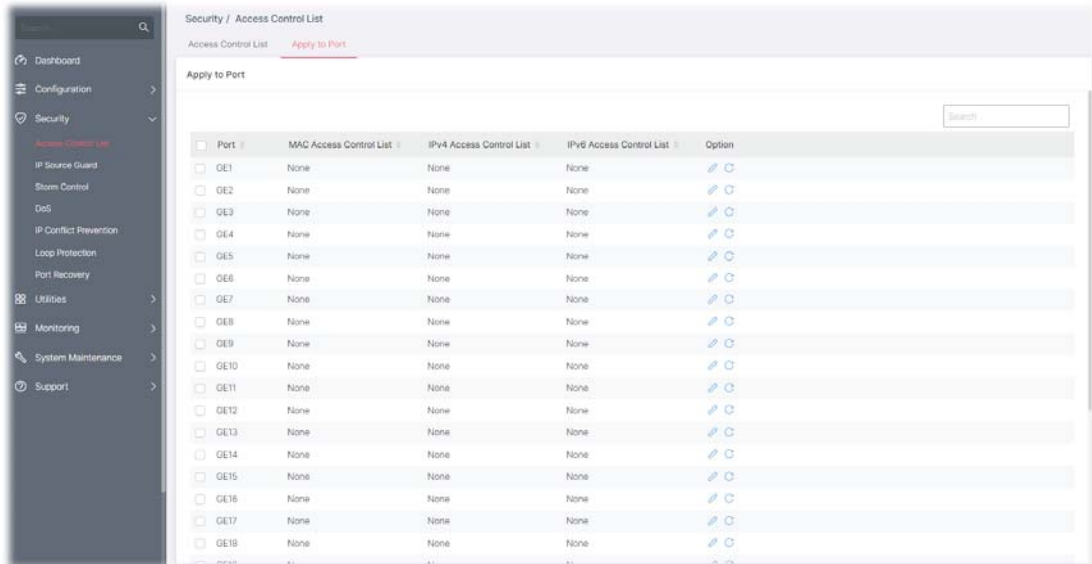 Search
Dashboard
Configuration
Security
Access Control List
IP Source Guard
Storm Control
DoS
IP Conflict Prevention
Loop Protection
Port Recovery
Utilities
Monitoring
System Maintenance
Support
Security / Access Control List
Access Control List Apply to Port
Apply to Port
Search
Port MAC Access Control List IPv4 Access Control List IPv6 Access Control List Option
GE1 None None None
GE2 None None None
GE3 None None None
GE4 None None None
GE5 None None None
GE6 None None None
GE7 None None None
GE8 None None None
GE9 None None None
GE10 None None None
GE11 None None None
GE12 None None None
GE13 None None None
GE14 None None None
GE15 None None None
GE16 None None None
GE17 None None None
GE18 None None None